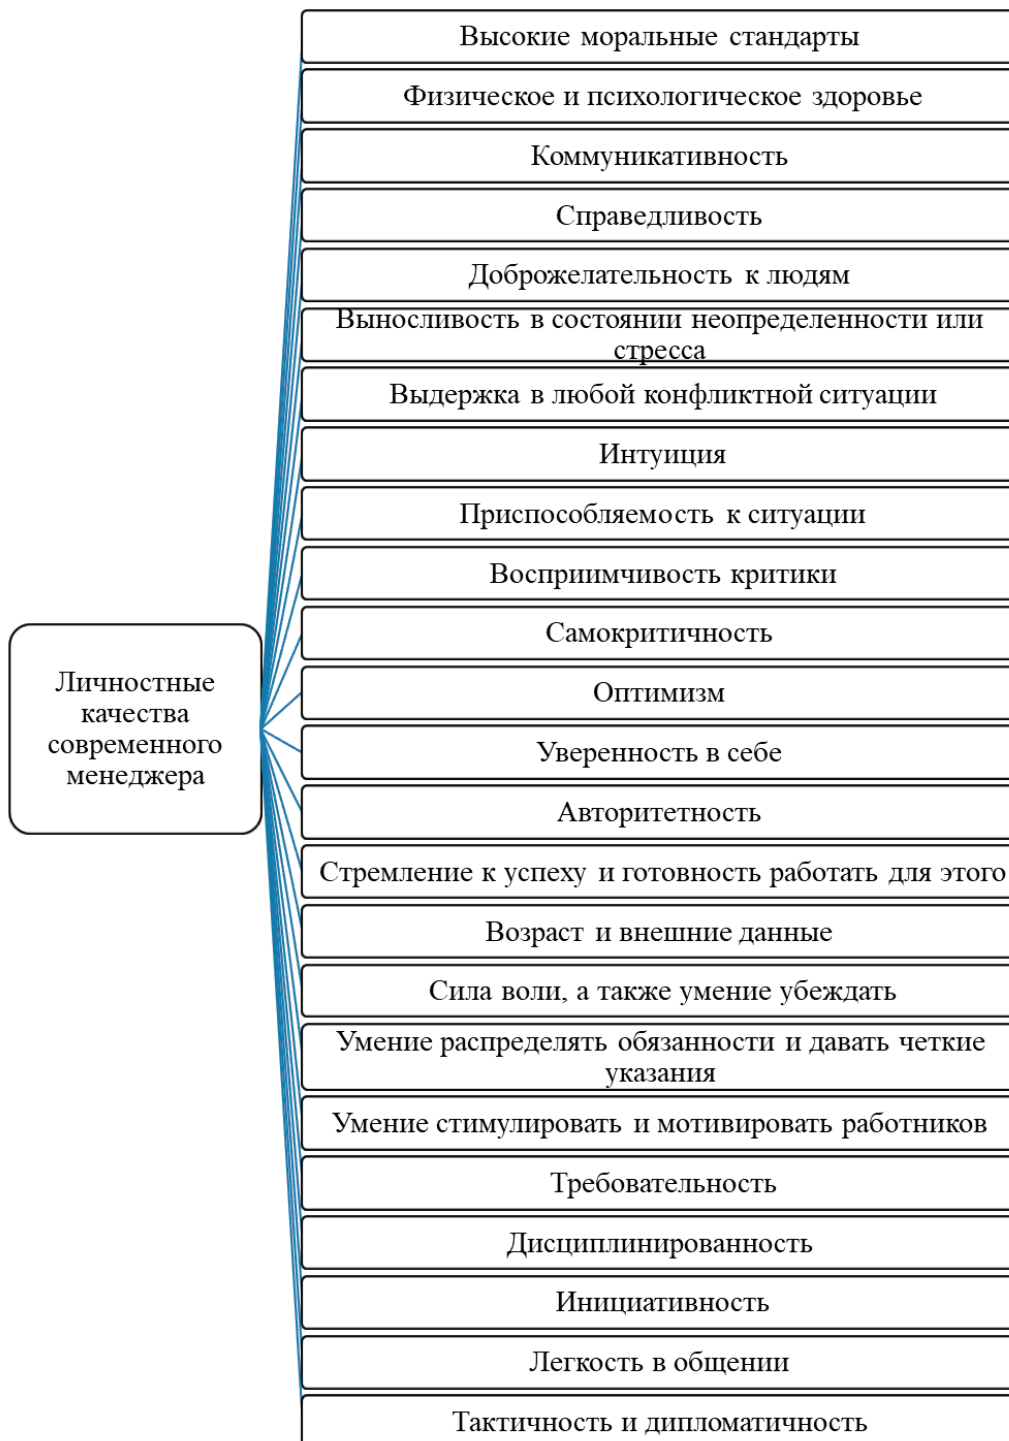 Высокие моральные стандарты
Физическое и психологическое здоровье
Коммуникативность
Справедливость
Доброжелательность к людям
Выносливость в состоянии неопределенности или
стресса
Выдержка в любой конфликтной ситуации
Интуиция
Приспособляемость к ситуации
Восприимчивость критики
Самокритичность
Личностные
качества
современного
менеджера
Оптимизм
Уверенность в себе
Авторитетность
Стремление к успеху и готовность работать для этого
Возраст и внешние данные
Сила воли, а также умение убеждать
Умение распределять обязанности и давать четкие
указания
Умение стимулировать и мотивировать работников
Требовательность
Дисциплинированность
Инициативность
Легкость в общении
Тактичность и дипломатичность